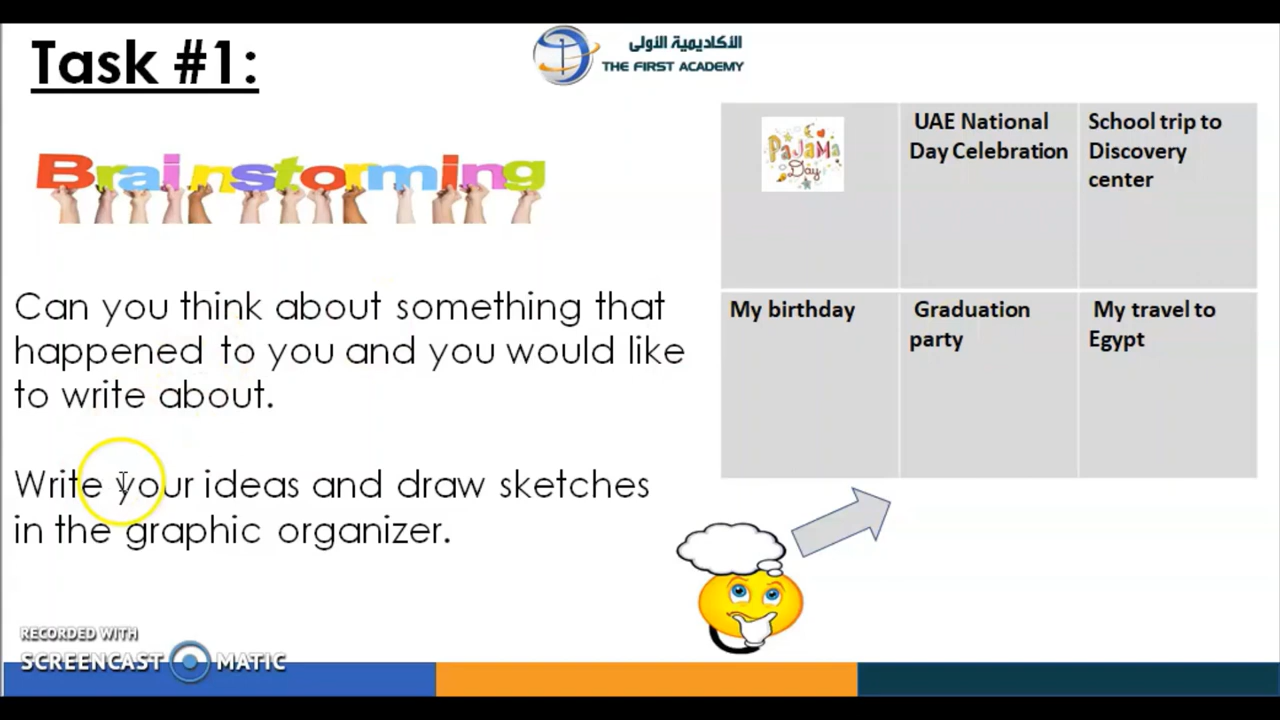 Task #1:
الأكاديمية الأولى
THE FIRST ACADEMY
Brainstorming
Can you think about something that
happened to you and you would like
to write about.
Write your ideas and draw sketches
in the graphic organizer.
PaJaMa
Day
UAE National
Day Celebration
School trip to
Discovery
center
My birthday
Graduation
party
My travel to
Egypt
RECORDED WITH
SCREENCAST MATIC